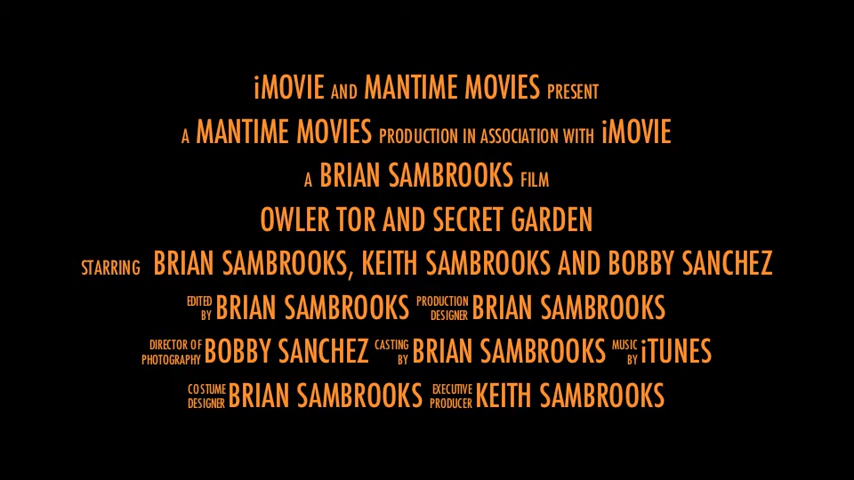 iMOVIE AND MANTIME MOVIES PRESENT
A MANTIME MOVIES PRODUCTION IN ASSOCIATION WITH iMOVIE
A BRIAN SAMBROOKS FILM
OWLER TOR AND SECRET GARDEN
STARRING BRIAN SAMBROOKS, KEITH SAMBROOKS AND BOBBY SANCHEZ
EDITED BY BRIAN SAMBROOKS PRODUCTION DESIGNER BRIAN SAMBROOKS
DIRECTOR OF PHOTOGRAPHY BOBBY SANCHEZ CASTING BY BRIAN SAMBROOKS MUSIC BY iTUNES
COSTUME DESIGNER BRIAN SAMBROOKS EXECUTIVE PRODUCER KEITH SAMBROOKS